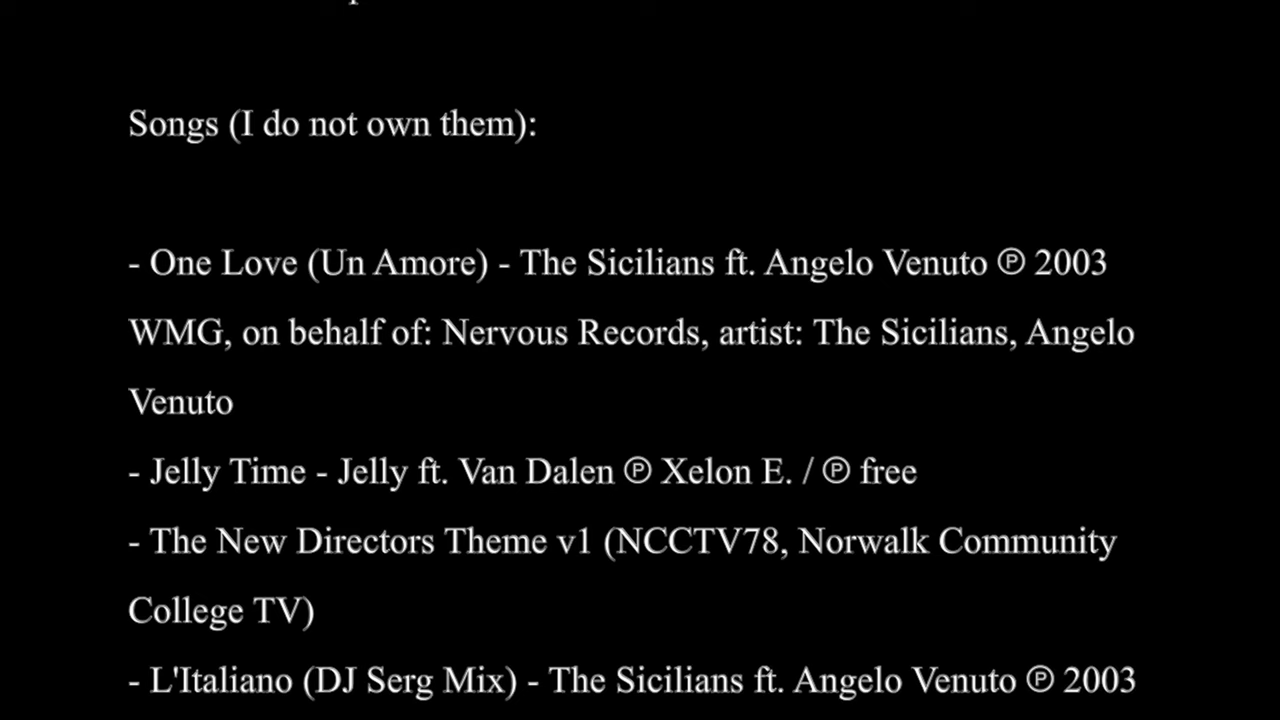 Songs (I do not own them):
- One Love (Un Amore) - The Sicilians ft. Angelo Venuto ℗ 2003
WMG, on behalf of: Nervous Records, artist: The Sicilians, Angelo
Venuto
- Jelly Time - Jelly ft. Van Dalen ℗ Xelon E. / ℗ free
- The New Directors Theme v1 (NCCTV78, Norwalk Community
College TV)
- L'Italiano (DJ Serg Mix) - The Sicilians ft. Angelo Venuto ℗ 2003